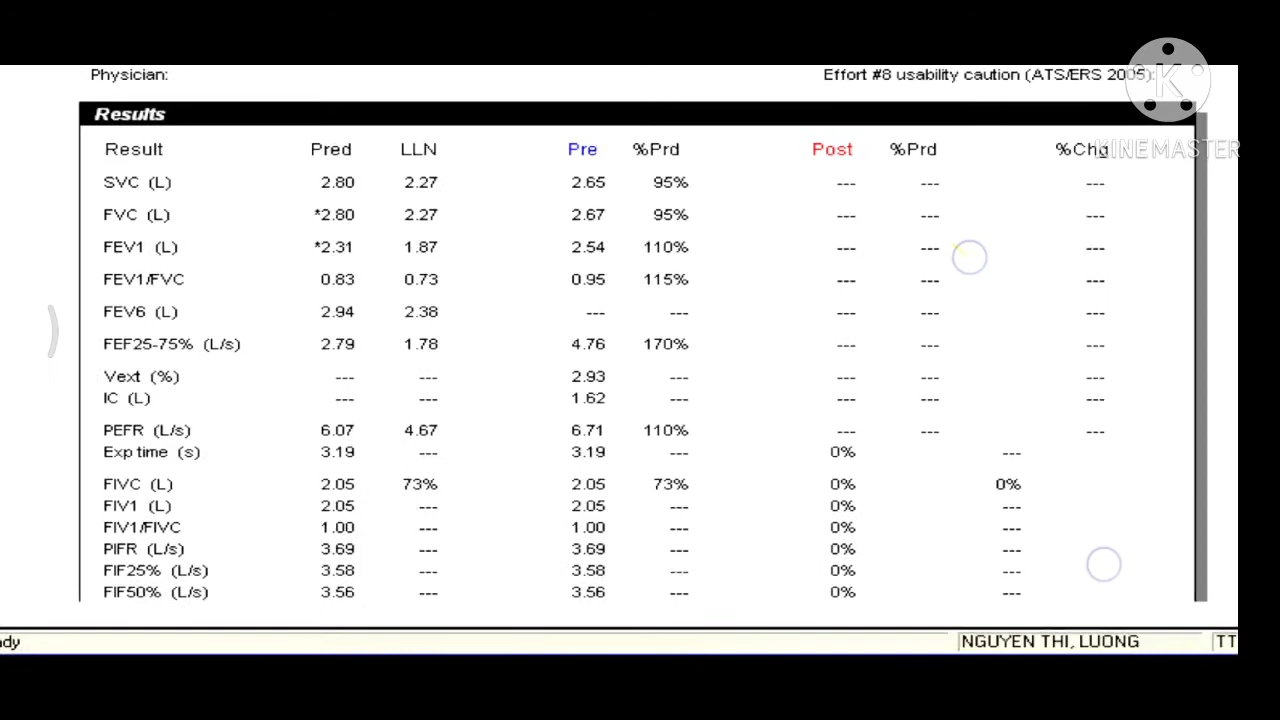 Physician: Effort #8 usability caution (ATS/ERS 2005):
KINEMASTER
Results
Result Pred LLN Pre %Prd Post %Prd %Chg
SVC (L) 2.80 2.27 2.65 95% --- --- ---
FVC (L) *2.80 2.27 2.67 95% --- --- ---
FEV1 (L) *2.31 1.87 2.54 110% --- --- ---
FEV1/FVC 0.83 0.73 0.95 115% --- --- ---
FEV6 (L) 2.94 2.38 --- --- --- --- ---
FEF25-75% (L/s) 2.79 1.78 4.76 170% --- --- ---
Vext (%) --- --- 2.93 --- --- --- ---
IC (L) --- --- 1.62 --- --- --- ---
PEFR (L/s) 6.07 4.67 6.71 110% --- --- ---
Exp time (s) 3.19 --- 3.19 --- 0% ---
FIVC (L) 2.05 73% 2.05 73% 0% 0%
FIV1 (L) 2.05 --- 2.05 --- 0% ---
FIV1/FIVC 1.00 --- 1.00 --- 0% ---
PIFR (L/s) 3.69 --- 3.69 --- 0% ---
FIF25% (L/s) 3.58 --- 3.58 --- 0% ---
FIF50% (L/s) 3.56 --- 3.56 --- 0% ---
ady NGUYEN THI, LUONG TT